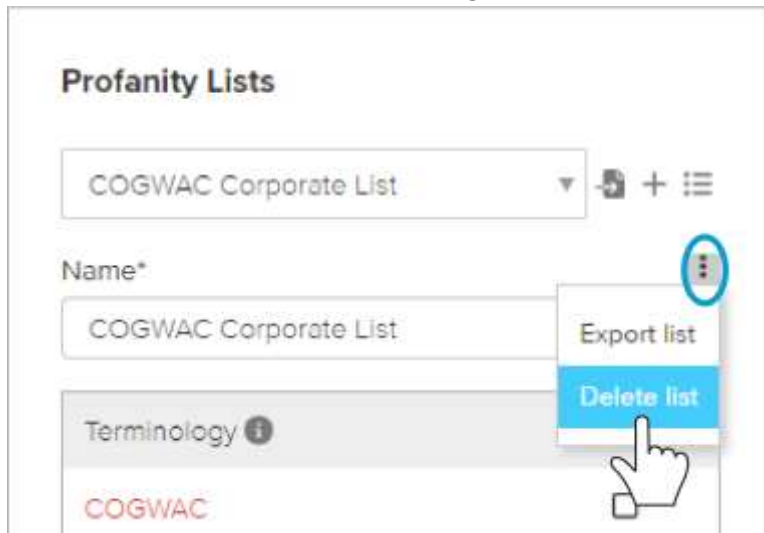 Profanity Lists
COGWAC Corporate List
Name*
COGWAC Corporate List
Export list
Delete list
Terminology
COGWAC